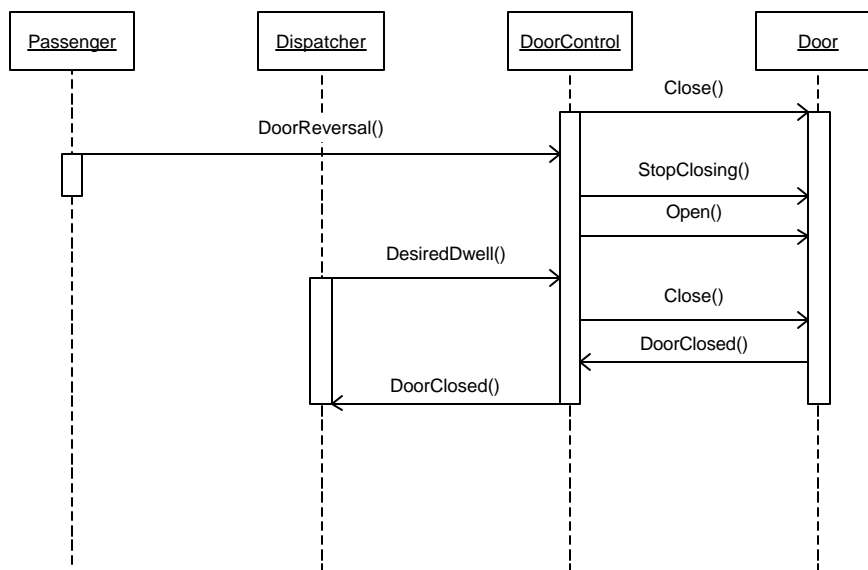 Passenger
Dispatcher
DoorControl
Door
Close()
DoorReversal()
StopClosing()
Open()
DesiredDwell()
Close()
DoorClosed()
DoorClosed()